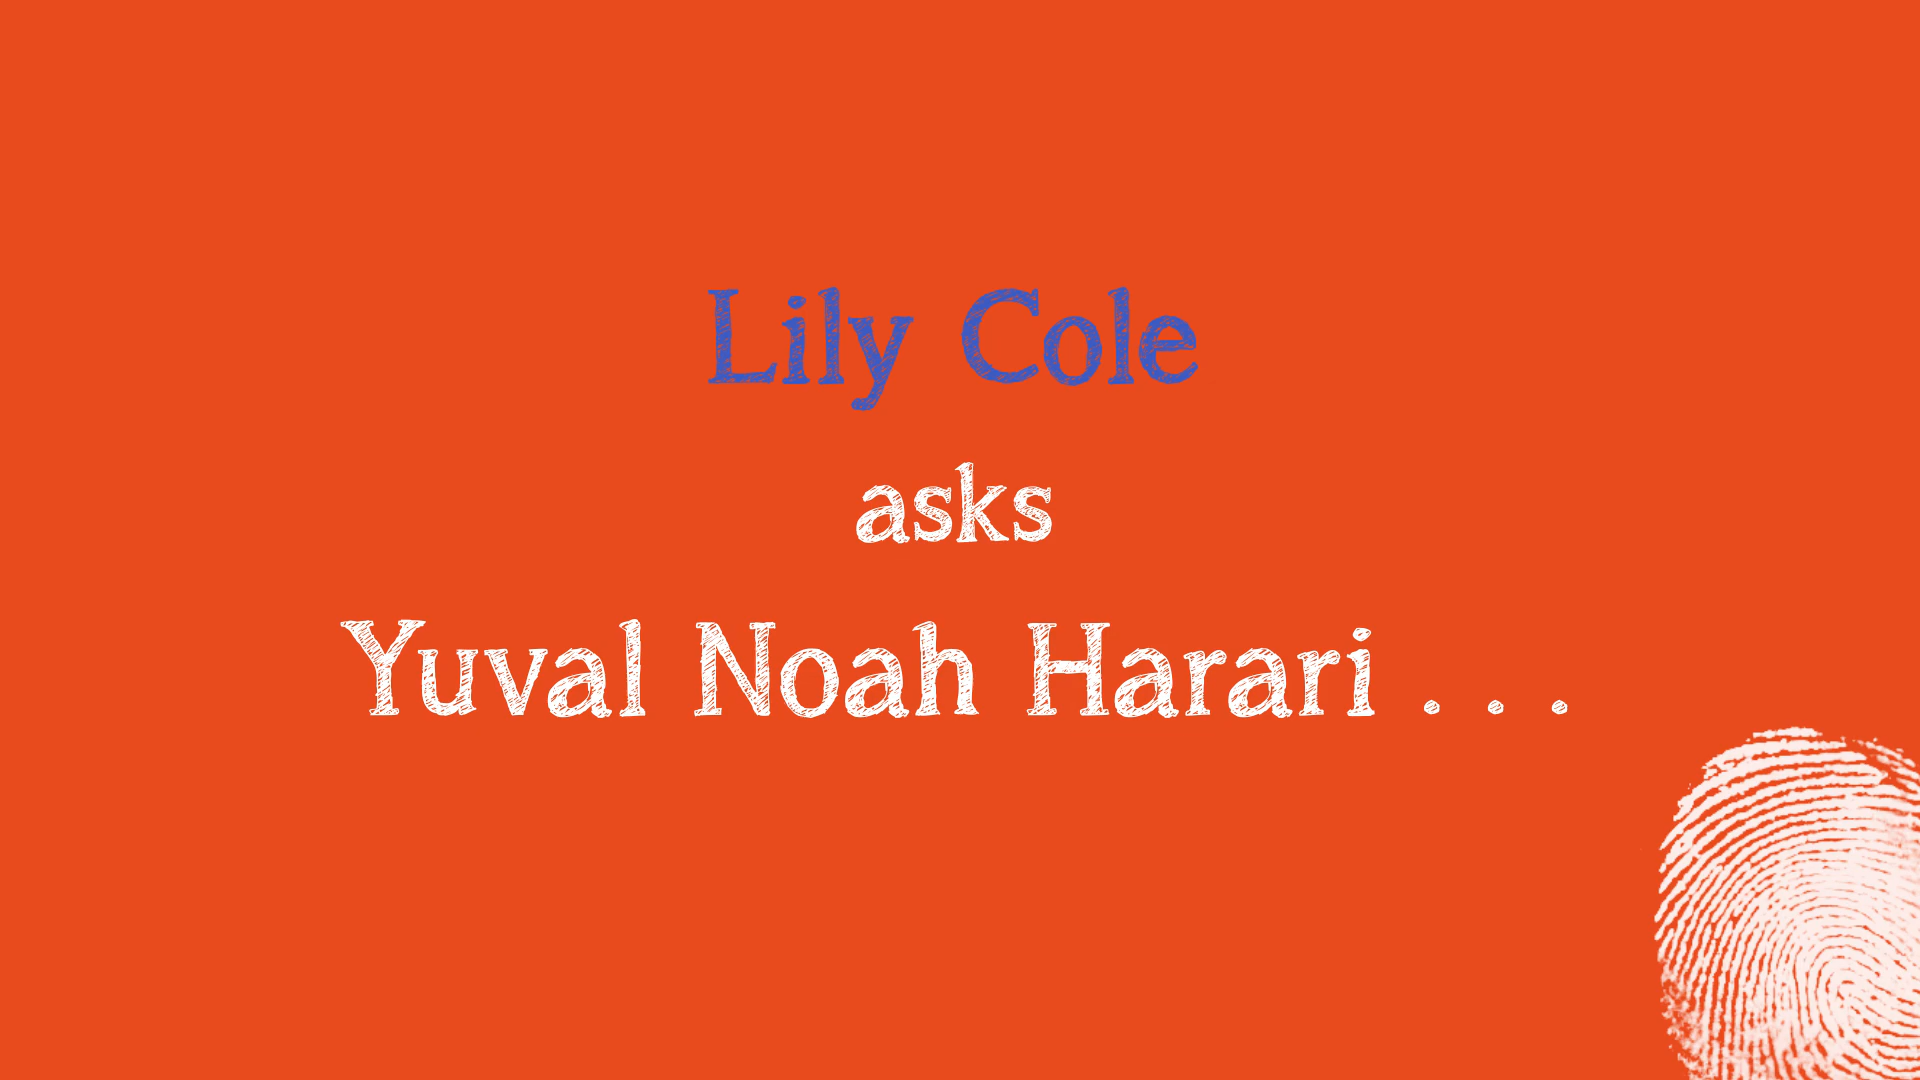 Lily Cole
asks
Yuval Noah Harari . . .